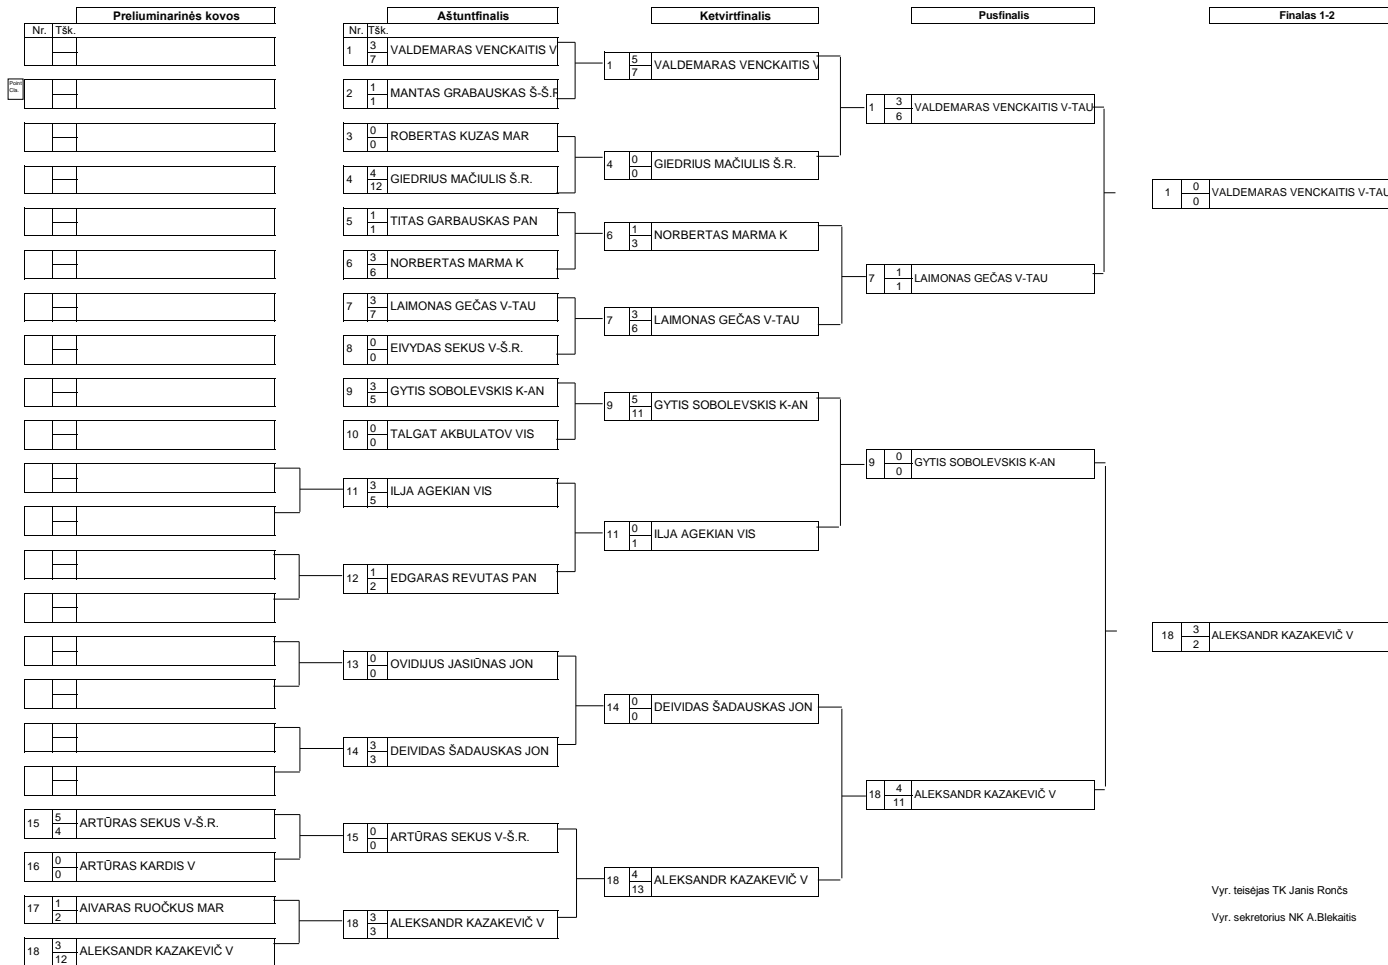 Preliuminarinės kovos
Nr. Tšk.
Point
Cla.
15 5 4 ARTŪRAS SEKUS V-Š.R.
16 0 0 ARTŪRAS KARDIS V
17 1 2 AIVARAS RUOČKUS MAR
18 3 12 ALEKSANDR KAZAKEVIČ V
Aštuntfinalis
Nr. Tšk.
1 3 7 VALDEMARAS VENCKAITIS V
2 1 1 MANTAS GRABAUSKAS Š-Š.R
3 0 0 ROBERTAS KUZAS MAR
4 4 12 GIEDRIUS MAČIULIS Š.R.
5 1 1 TITAS GARBAUSKAS PAN
6 3 6 NORBERTAS MARMA K
7 3 7 LAIMONAS GEČAS V-TAU
8 0 0 EIVYDAS SEKUS V-Š.R.
9 3 5 GYTIS SOBOLEVSKIS K-AN
10 0 0 TALGAT AKBULATOV VIS
11 3 5 ILJA AGEKIAN VIS
12 1 2 EDGARAS REVUTAS PAN
13 0 0 OVIDIJUS JASIŪNAS JON
14 3 3 DEIVIDAS ŠADAUSKAS JON
15 0 0 ARTŪRAS SEKUS V-Š.R.
18 3 3 ALEKSANDR KAZAKEVIČ V
Ketvirtfinalis
1 5 7 VALDEMARAS VENCKAITIS V
4 0 0 GIEDRIUS MAČIULIS Š.R.
6 1 3 NORBERTAS MARMA K
7 3 6 LAIMONAS GEČAS V-TAU
9 5 11 GYTIS SOBOLEVSKIS K-AN
11 0 1 ILJA AGEKIAN VIS
14 0 0 DEIVIDAS ŠADAUSKAS JON
18 4 13 ALEKSANDR KAZAKEVIČ V
Pusfinalis
1 3 6 VALDEMARAS VENCKAITIS V-TAU
7 1 1 LAIMONAS GEČAS V-TAU
9 0 0 GYTIS SOBOLEVSKIS K-AN
18 4 11 ALEKSANDR KAZAKEVIČ V
Finalas 1-2
1 0 0 VALDEMARAS VENCKAITIS V-TAU
18 3 2 ALEKSANDR KAZAKEVIČ V
Vyr. teisėjas TK Janis Rončs
Vyr. sekretorius NK A.Blekaitis